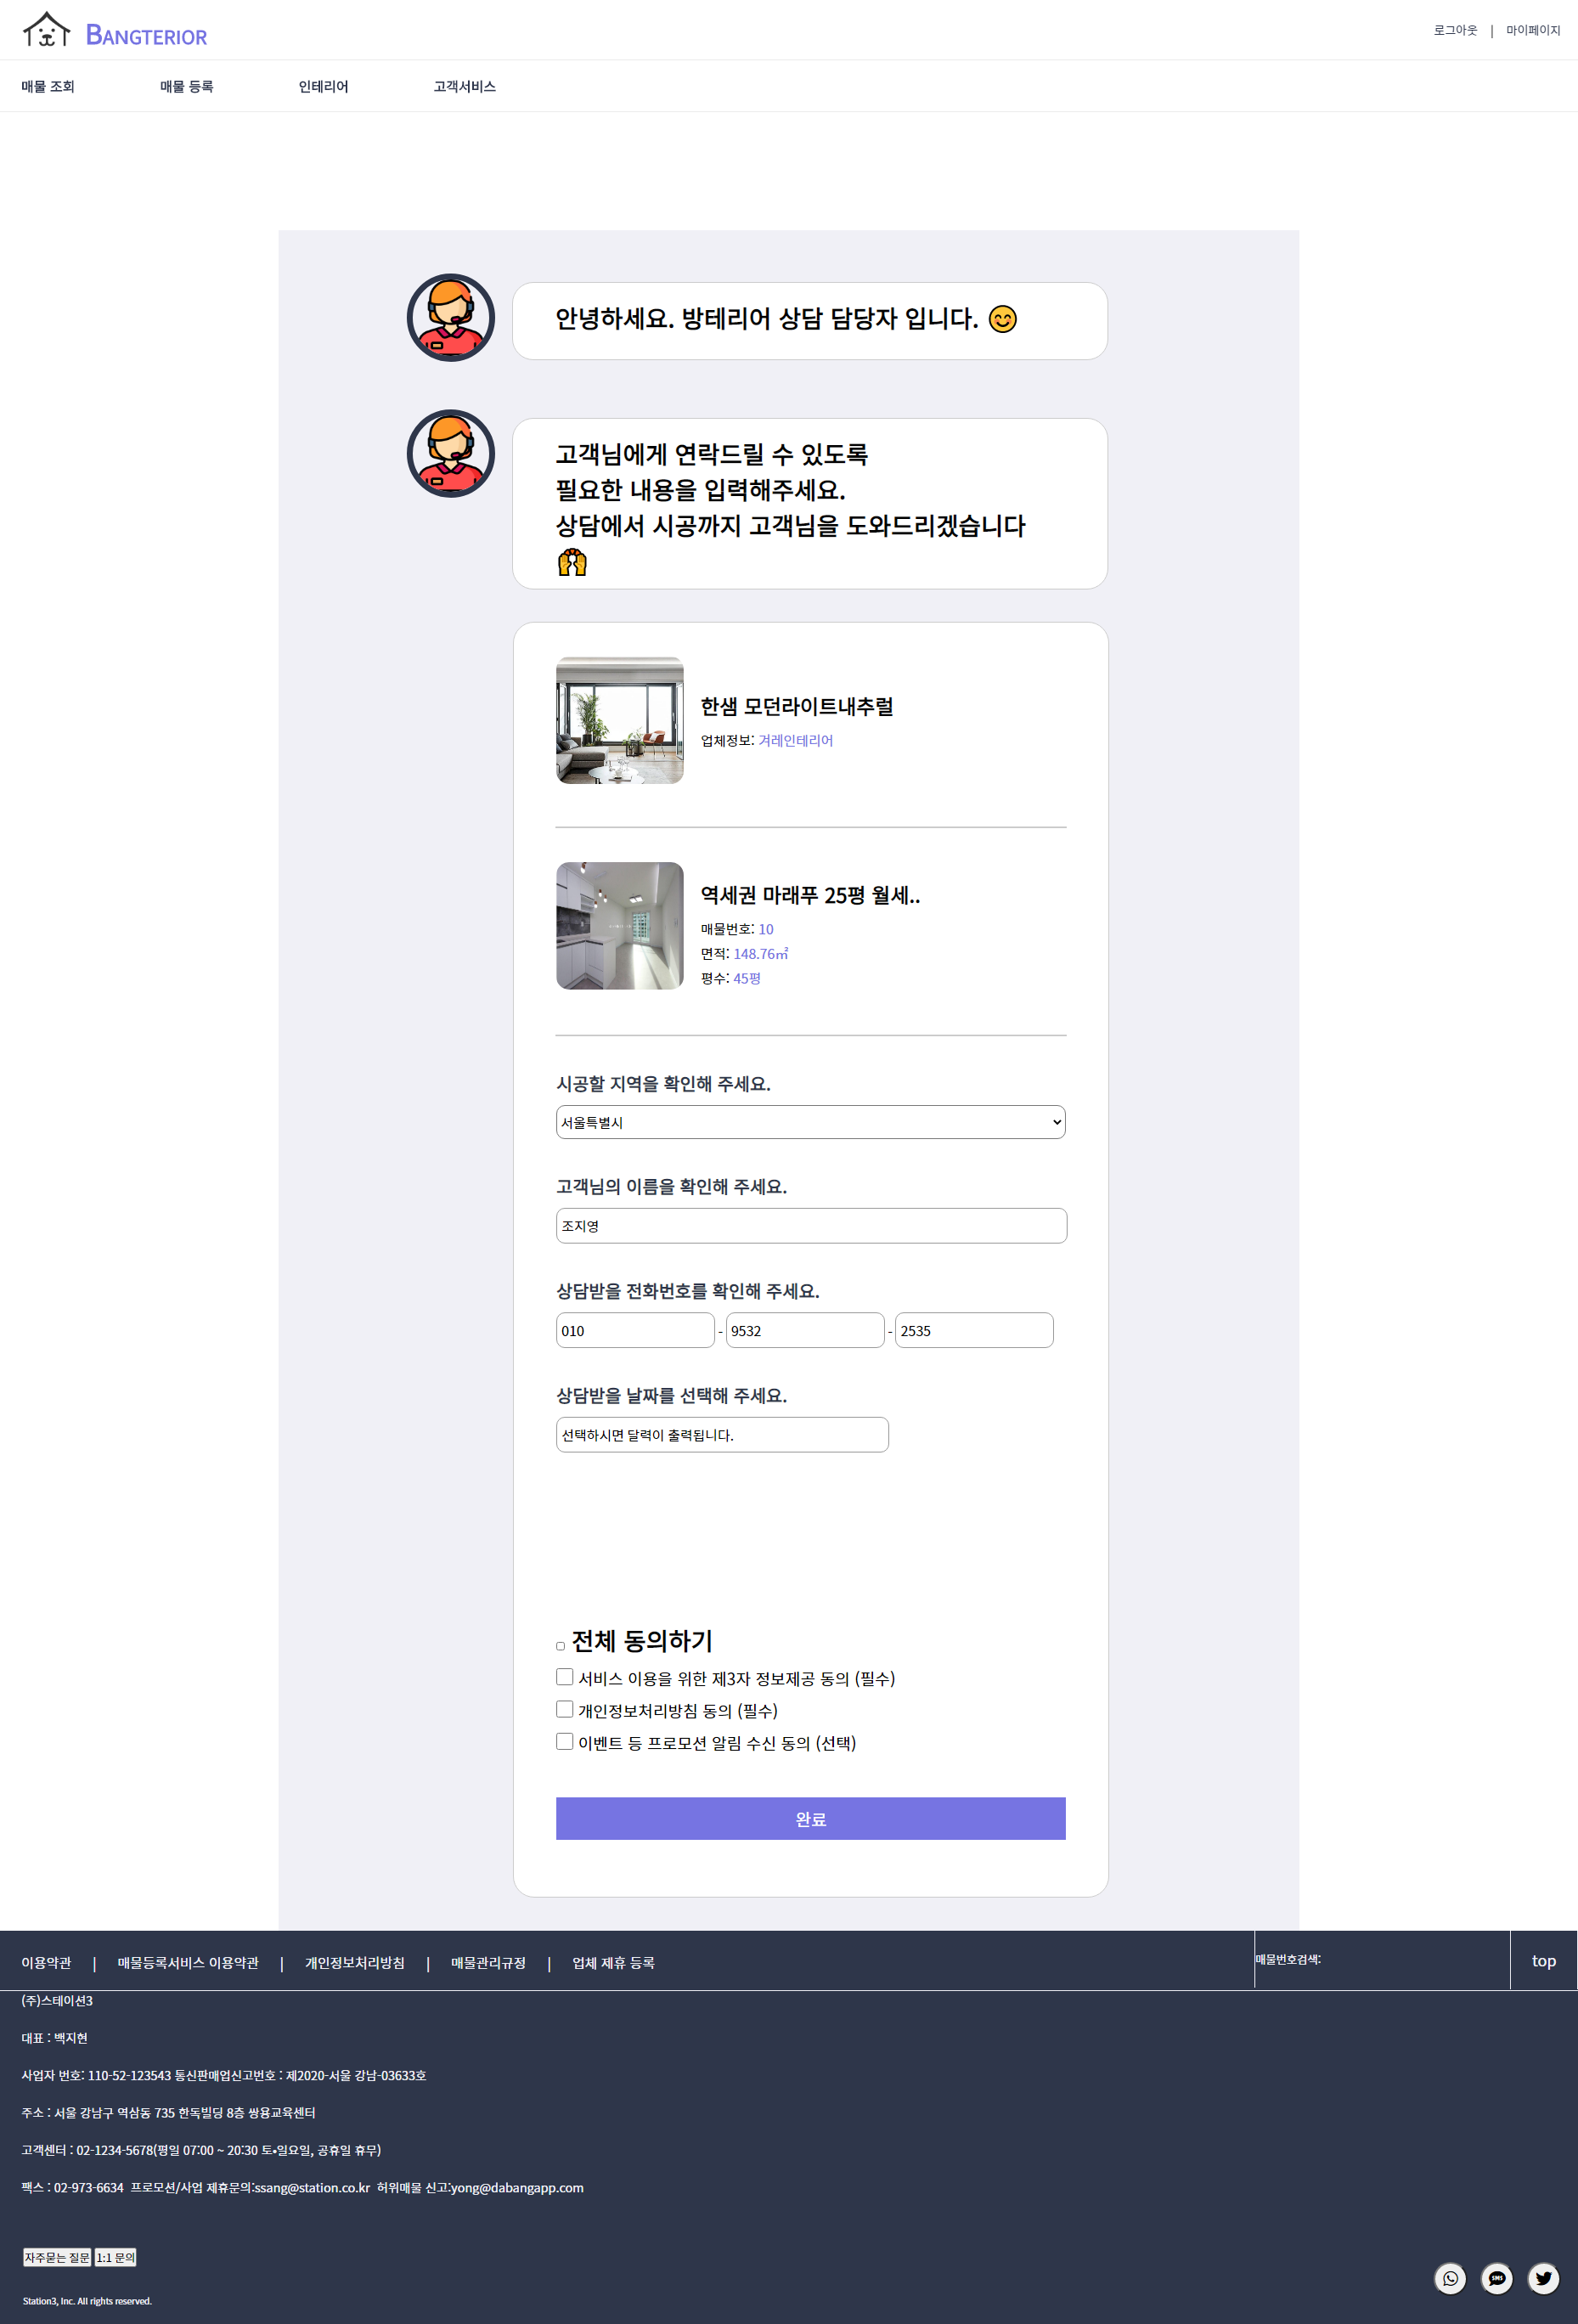 BANGTERIOR
로그아웃 | 마이페이지
매물 조회 매물 등록 인테리어 고객서비스
안녕하세요. 방테리어 상담 담당자 입니다. 😊
고객님에게 연락드릴 수 있도록
필요한 내용을 입력해주세요.
상담에서 시공까지 고객님을 도와드리겠습니다
🙌
한샘 모던라이트내추럴
업체정보: 겨레인테리어
역세권 마래푸 25평 월세..
매물번호: 10
면적: 148.76㎡
평수: 45평
시공할 지역을 확인해 주세요.
서울특별시
고객님의 이름을 확인해 주세요.
조지영
상담받을 전화번호를 확인해 주세요.
010 - 9532 - 2535
상담받을 날짜를 선택해 주세요.
선택하시면 달력이 출력됩니다.
전체 동의하기
서비스 이용을 위한 제3자 정보제공 동의 (필수)
개인정보처리방침 동의 (필수)
이벤트 등 프로모션 알림 수신 동의 (선택)
완료
이용약관 | 매물등록서비스 이용약관 | 개인정보처리방침 | 매물관리규정 | 업체 제휴 등록 매물번호검색: top
(주)스테이션3
대표 : 백지현
사업자 번호: 110-52-123543 통신판매업신고번호 : 제2020-서울 강남-03633호
주소 : 서울 강남구 역삼동 735 한독빌딩 8층 쌍용교육센터
고객센터 : 02-1234-5678(평일 07:00 ~ 20:30 토•일요일, 공휴일 휴무)
팩스 : 02-973-6634 프로모션/사업 제휴문의:ssang@station.co.kr 허위매물 신고:yong@dabangapp.com
자주묻는 질문 1:1 문의
SMS
Station3, Inc. All rights reserved.